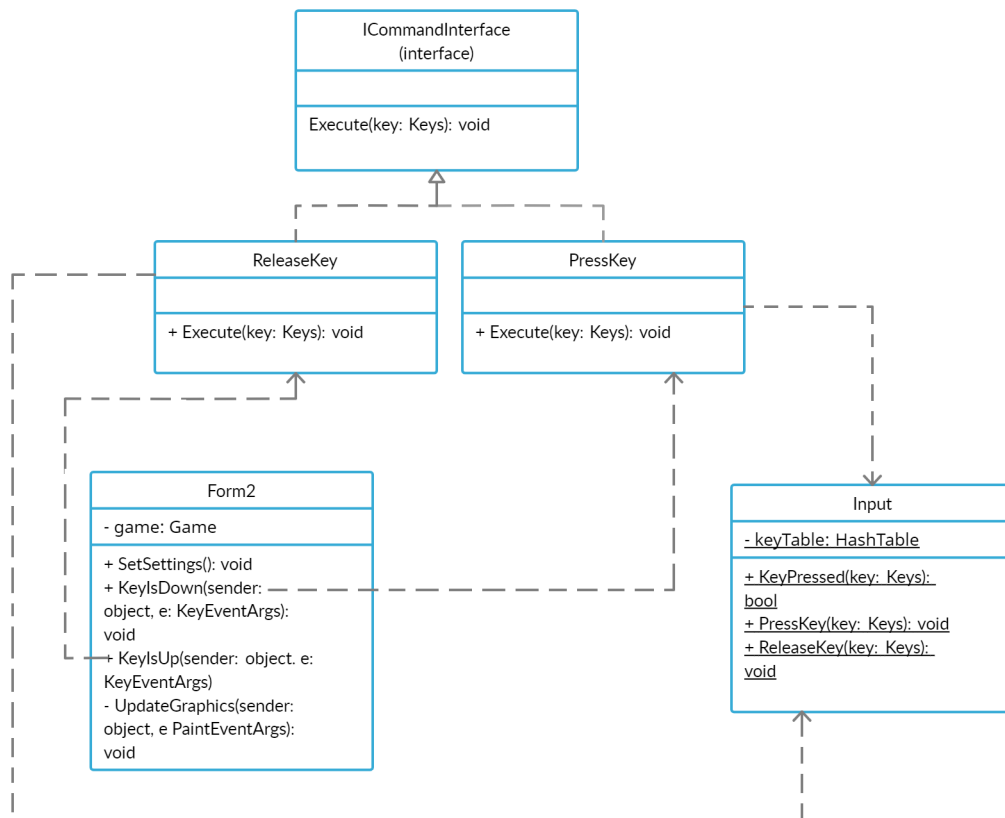 ICommandInterface
(interface)
Execute(key: Keys): void
ReleaseKey
+ Execute(key: Keys): void
PressKey
+ Execute(key: Keys): void
Form2
- game: Game
+ SetSettings(): void
+ KeyIsDown(sender:
object, e: KeyEventArgs):
void
+ KeyIsUp(sender: object. e:
KeyEventArgs)
- UpdateGraphics(sender:
object, e PaintEventArgs):
void
Input
- keyTable: HashTable
+ KeyPressed(key: Keys):
bool
+ PressKey(key: Keys): void
+ ReleaseKey(key: Keys):
void